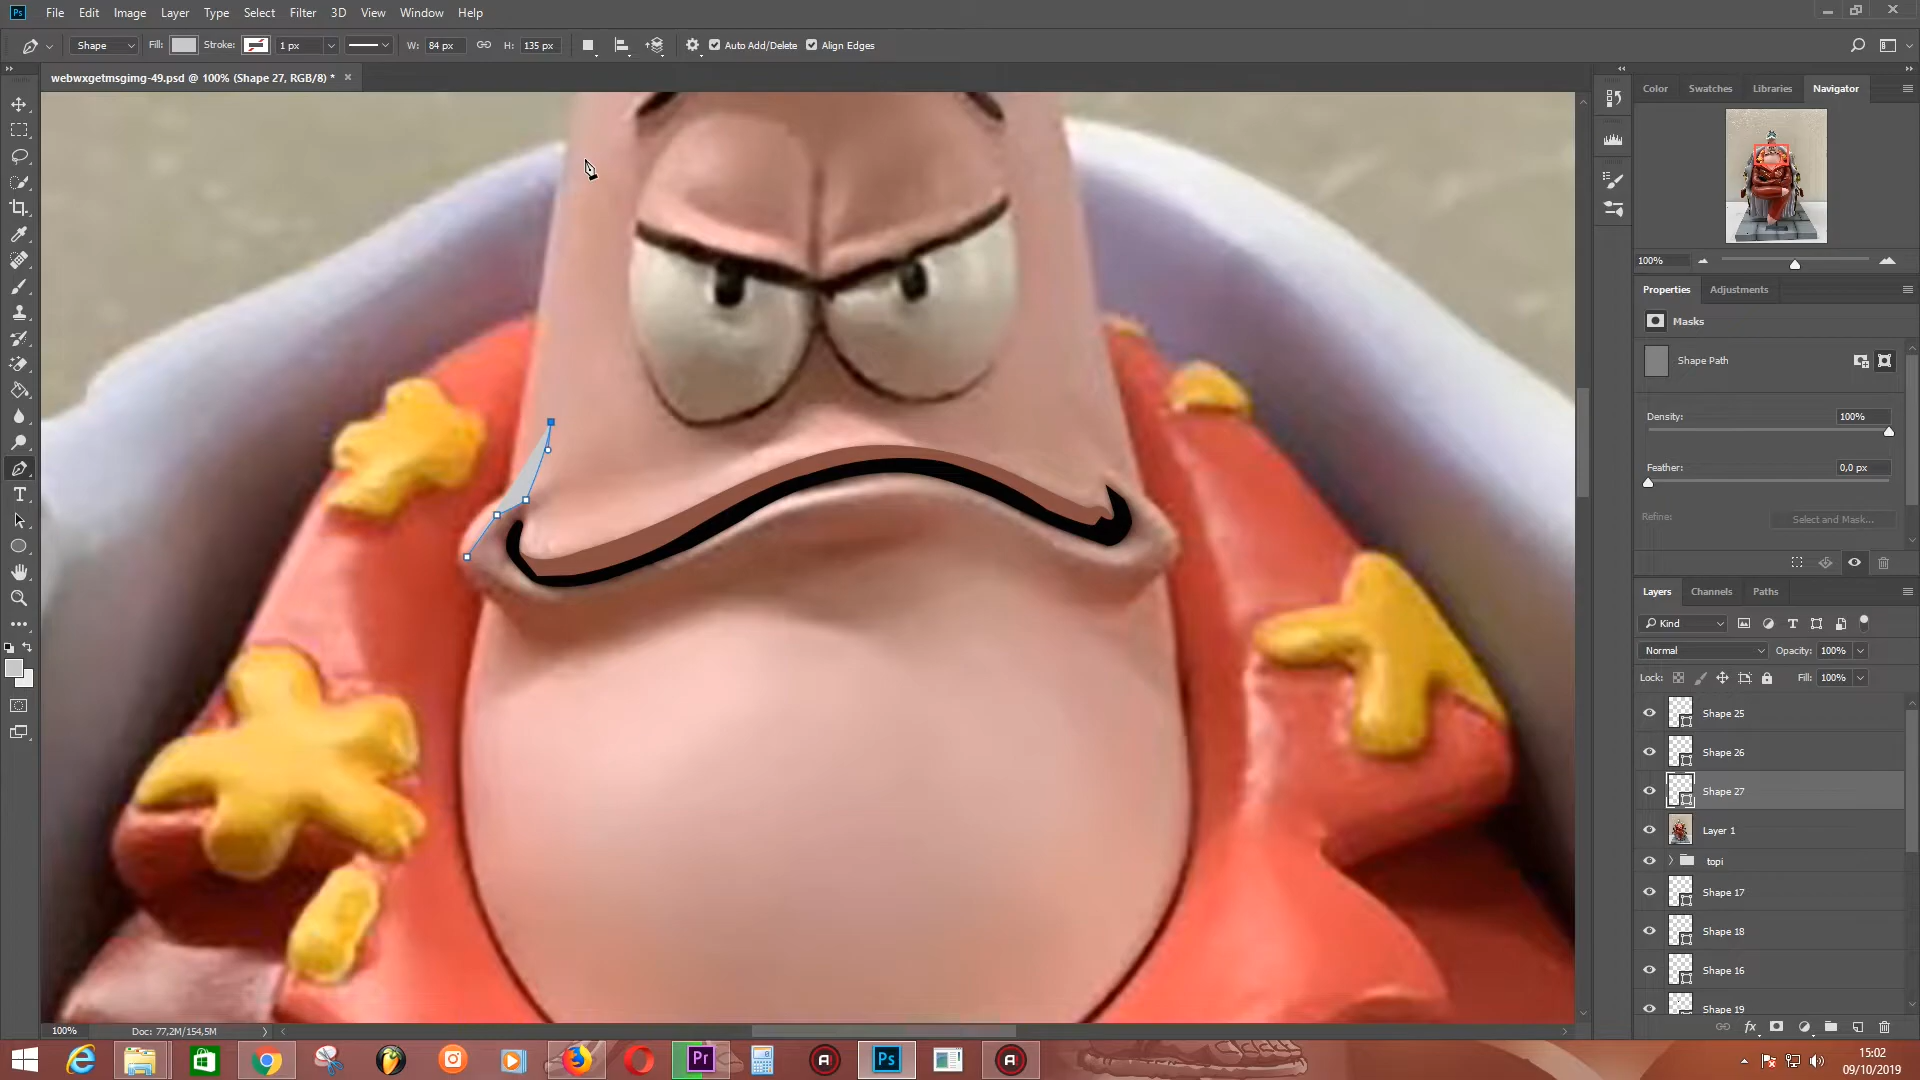 Ps File Edit Image Layer Type Select Filter 3D View Window Help
Shape Fill: Stroke: 1 px W: 84 px H: 135 px Auto Add/Delete Align Edges
webwxgetmsgimg-49.psd @ 100% (Shape 27, RGB/8) *
Color Swatches Libraries Navigator
100%
Properties Adjustments
Masks
Shape Path
Density: 100%
Feather: 0,0 px
Refine: Select and Mask...
Layers Channels Paths
Kind
Normal Opacity: 100%
Lock: Fill: 100%
Shape 25
Shape 26
Shape 27
Layer 1
topi
Shape 17
Shape 18
Shape 16
Shape 19
100% Doc: 77,2M/154,5M
Pr Ps
15:02
09/10/2019